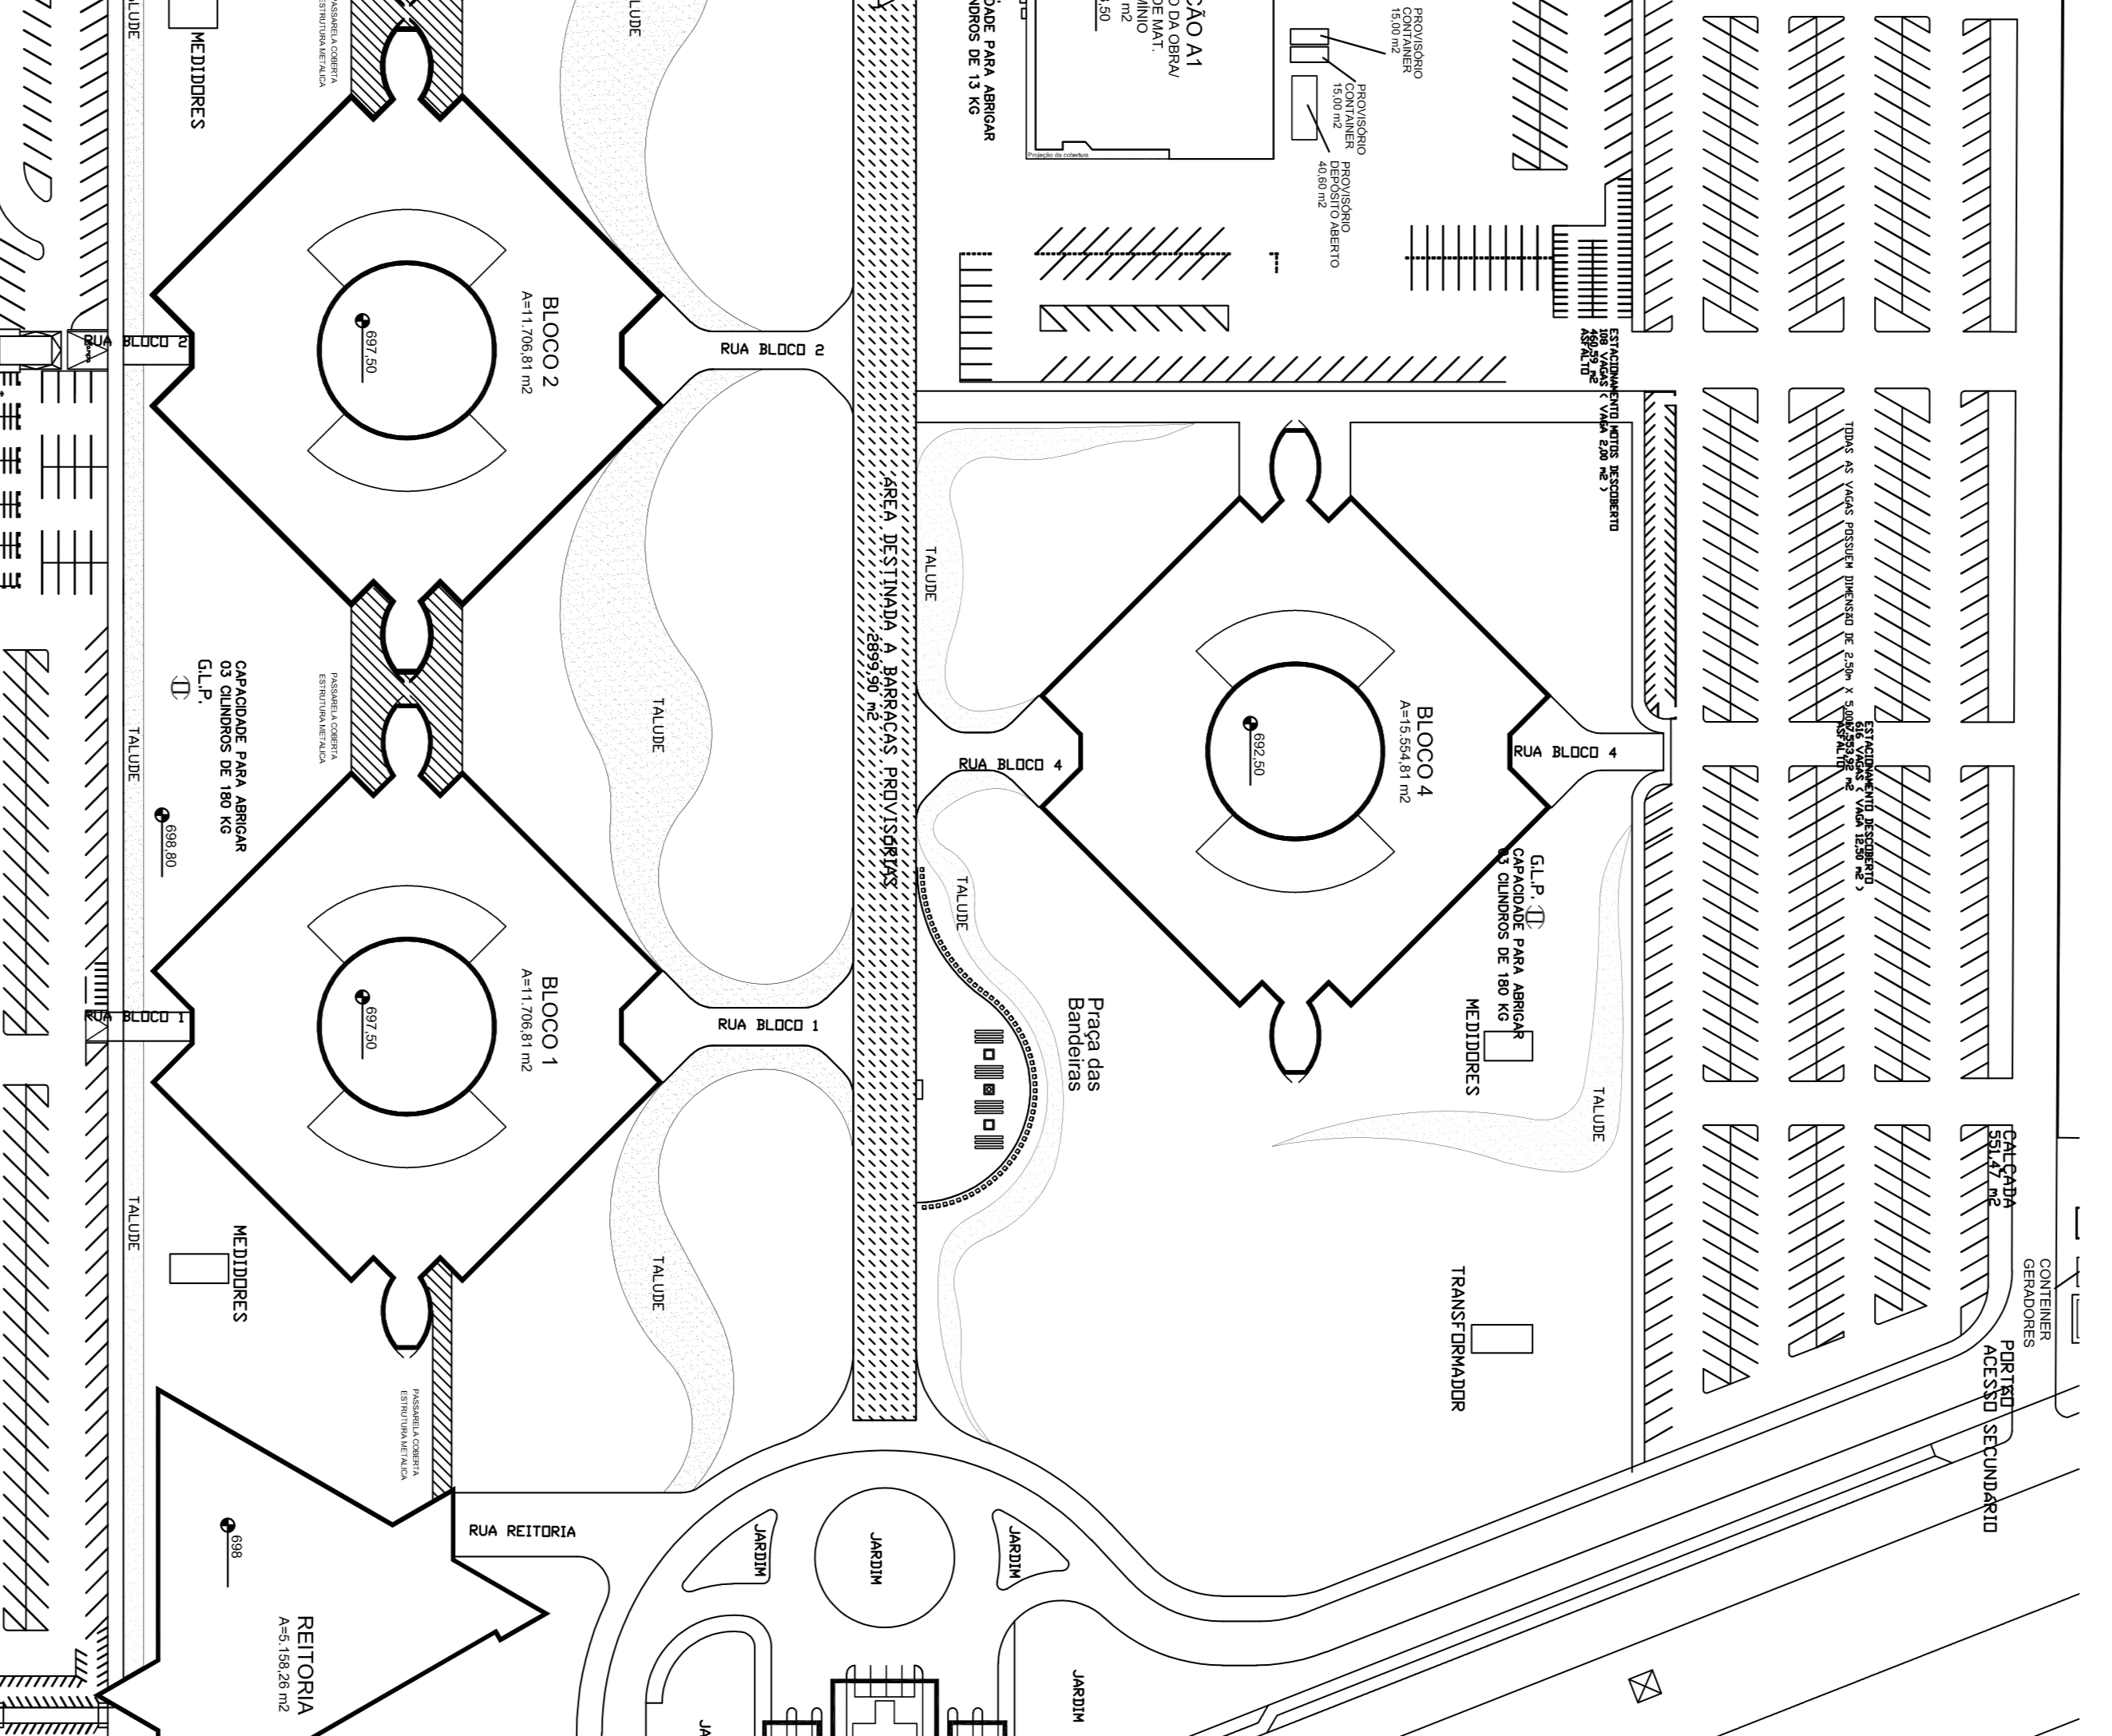 TALUDE
MEDIDORES
PASSARELA COBERTA
ESTRUTURA METALICA
TALUDE
ÇÃO A1
O DA OBRA/
DE MAT.
MÍNIO
m2
,50
DADE PARA ABRIGAR
NDROS DE 13 KG
Projeção da cobertura
PROVISÓRIO
CONTAINER
15,00 m2
PROVISÓRIO
CONTAINER
15,00 m2
PROVISÓRIO
DEPÓSITO ABERTO
40,60 m2
BLOCO 2
A=11.706,81 m2
697,50
RUA BLOCO 2
RUA BLOCO 2
ESTACIONAMENTO MOTOS DESCOBERTO
108 VAGAS ( VAGA 2,00 m2 )
460,59 m2
ASFALTO
TODAS AS VAGAS POSSUEM DIMENSÃO DE 2,50m X 5,00m
ESTACIONAMENTO DESCOBERTO
616 VAGAS ( VAGA 12,50 m2 )
ASFALTO
ÁREA DESTINADA A BARRACAS PROVISÓRIAS
2899,90 m2
TALUDE
TALUDE
TALUDE
PASSARELA COBERTA
ESTRUTURA METALICA
CAPACIDADE PARA ABRIGAR
03 CILINDROS DE 180 KG
G.L.P.
698,80
BLOCO 4
A=15.554,81 m2
692,50
RUA BLOCO 4
RUA BLOCO 4
G.L.P.
CAPACIDADE PARA ABRIGAR
03 CILINDROS DE 180 KG
MEDIDORES
TALUDE
Praça das
Bandeiras
BLOCO 1
A=11.706,81 m2
697,50
RUA BLOCO 1
RUA BLOCO 1
TALUDE
TALUDE
TALUDE
MEDIDORES
TRANSFORMADOR
CALÇADA
551,47 m2
CONTEINER
GERADORES
PORTÃO
ACESSO SECUNDÁRIO
PASSARELA COBERTA
ESTRUTURA METALICA
RUA REITORIA
698
REITORIA
A=5.158,26 m2
JARDIM
JARDIM
JARDIM
JARDIM
JA